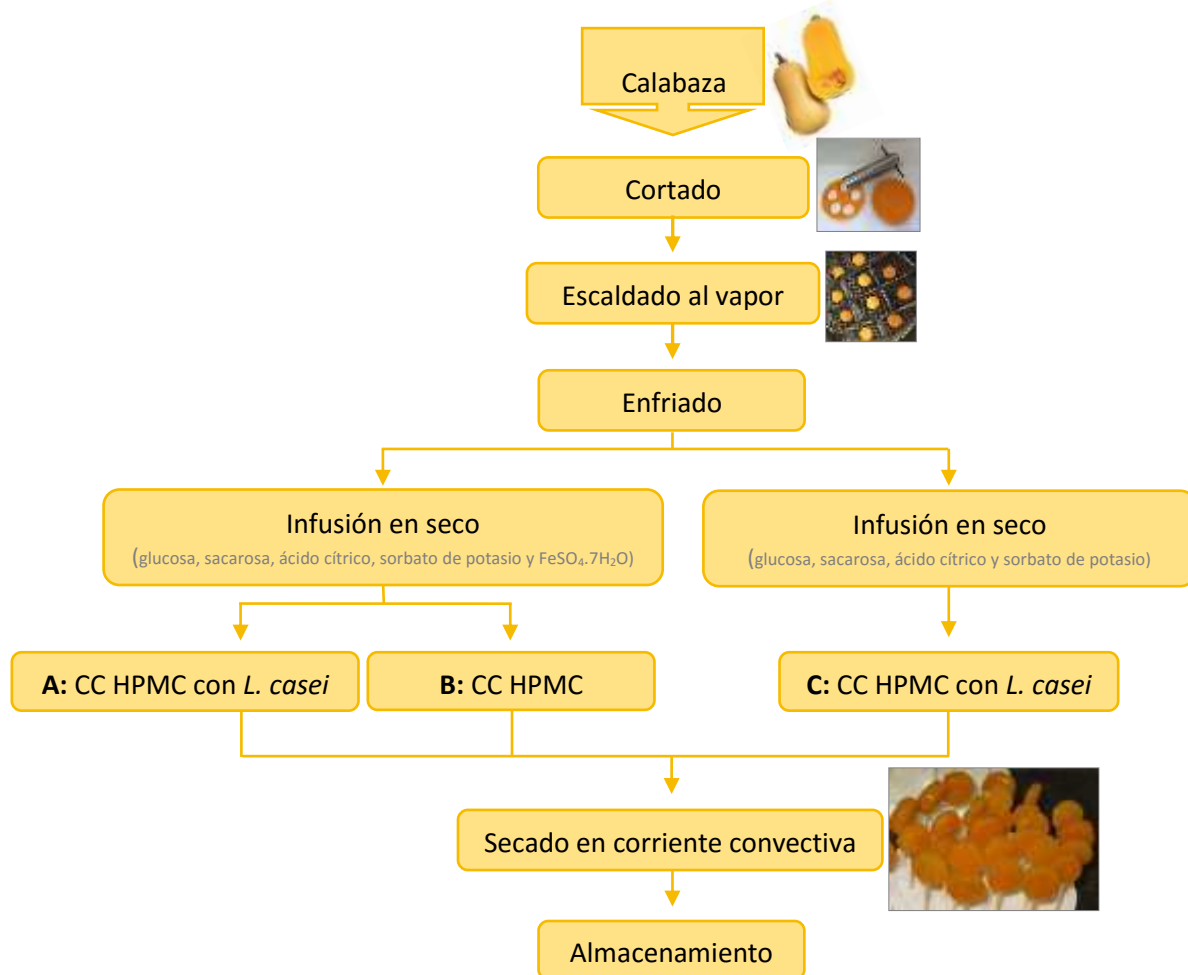 Calabaza
Cortado
Escaldado al vapor
Enfriado
Infusión en seco
(glucosa, sacarosa, ácido cítrico, sorbato de potasio y FeSO₄.7H₂O)
Infusión en seco
(glucosa, sacarosa, ácido cítrico y sorbato de potasio)
A: CC HPMC con L. casei
B: CC HPMC
C: CC HPMC con L. casei
Secado en corriente convectiva
Almacenamiento